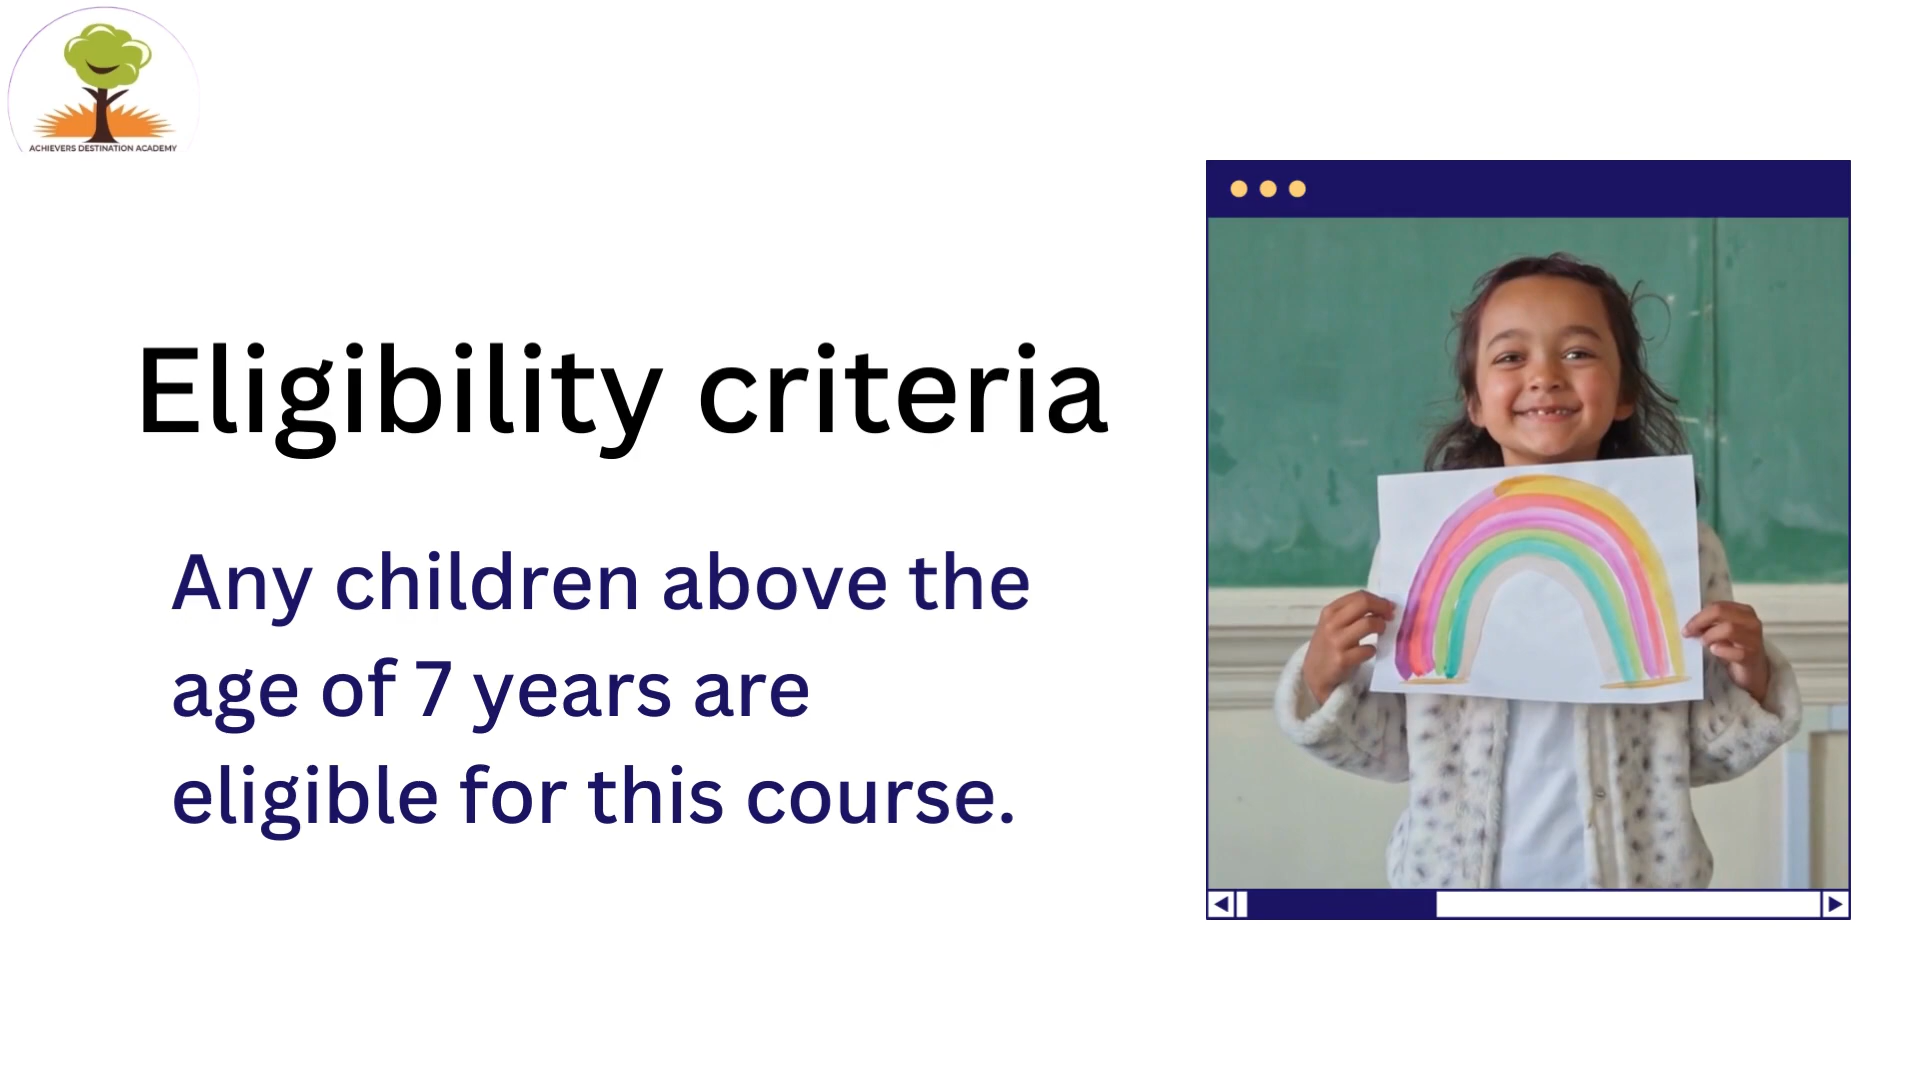 ACHIEVERS DESTINATION ACADEMY
Eligibility criteria
Any children above the
age of 7 years are
eligible for this course.